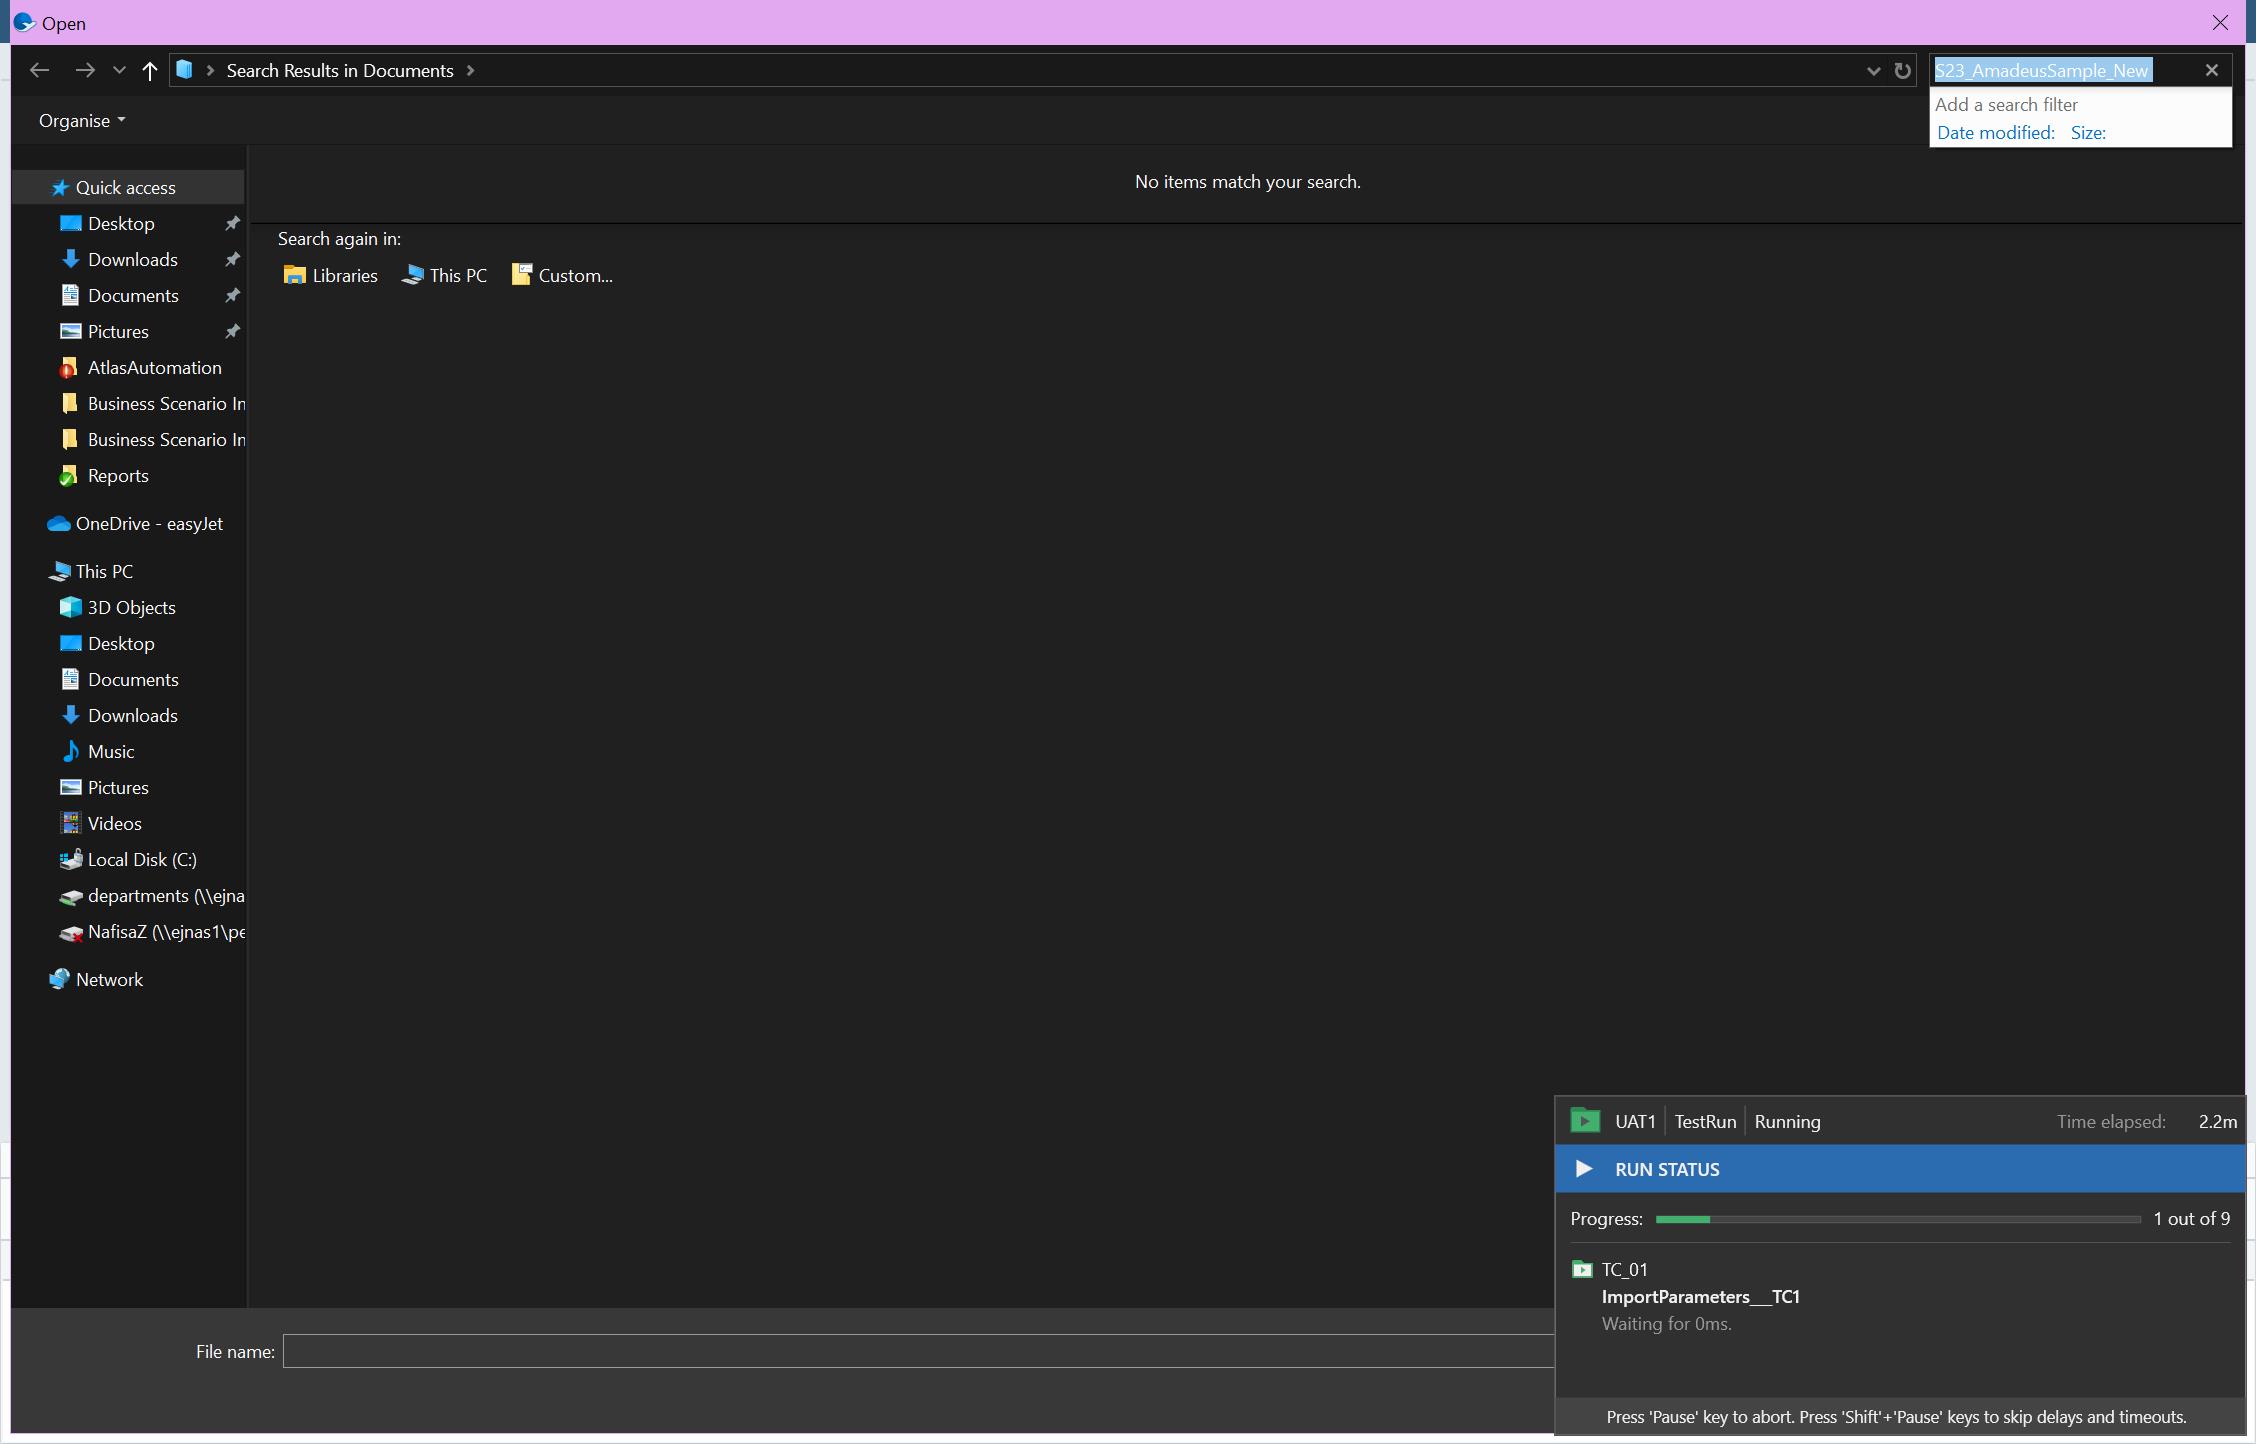 Open
Search Results in Documents
S23_AmadeusSample_New
Add a search filter
Date modified: Size:
Organise
No items match your search.
Search again in:
Libraries This PC Custom...
Quick access
Desktop
Downloads
Documents
Pictures
AtlasAutomation
Business Scenario In
Business Scenario In
Reports
OneDrive - easyJet
This PC
3D Objects
Desktop
Documents
Downloads
Music
Pictures
Videos
Local Disk (C:)
departments (\\ejna
NafisaZ (\\ejnas1\pe
Network
File name:
UAT1 TestRun Running Time elapsed: 2.2m
RUN STATUS
Progress: 1 out of 9
TC_01
ImportParameters___TC1
Waiting for 0ms.
Press 'Pause' key to abort. Press 'Shift'+'Pause' keys to skip delays and timeouts.